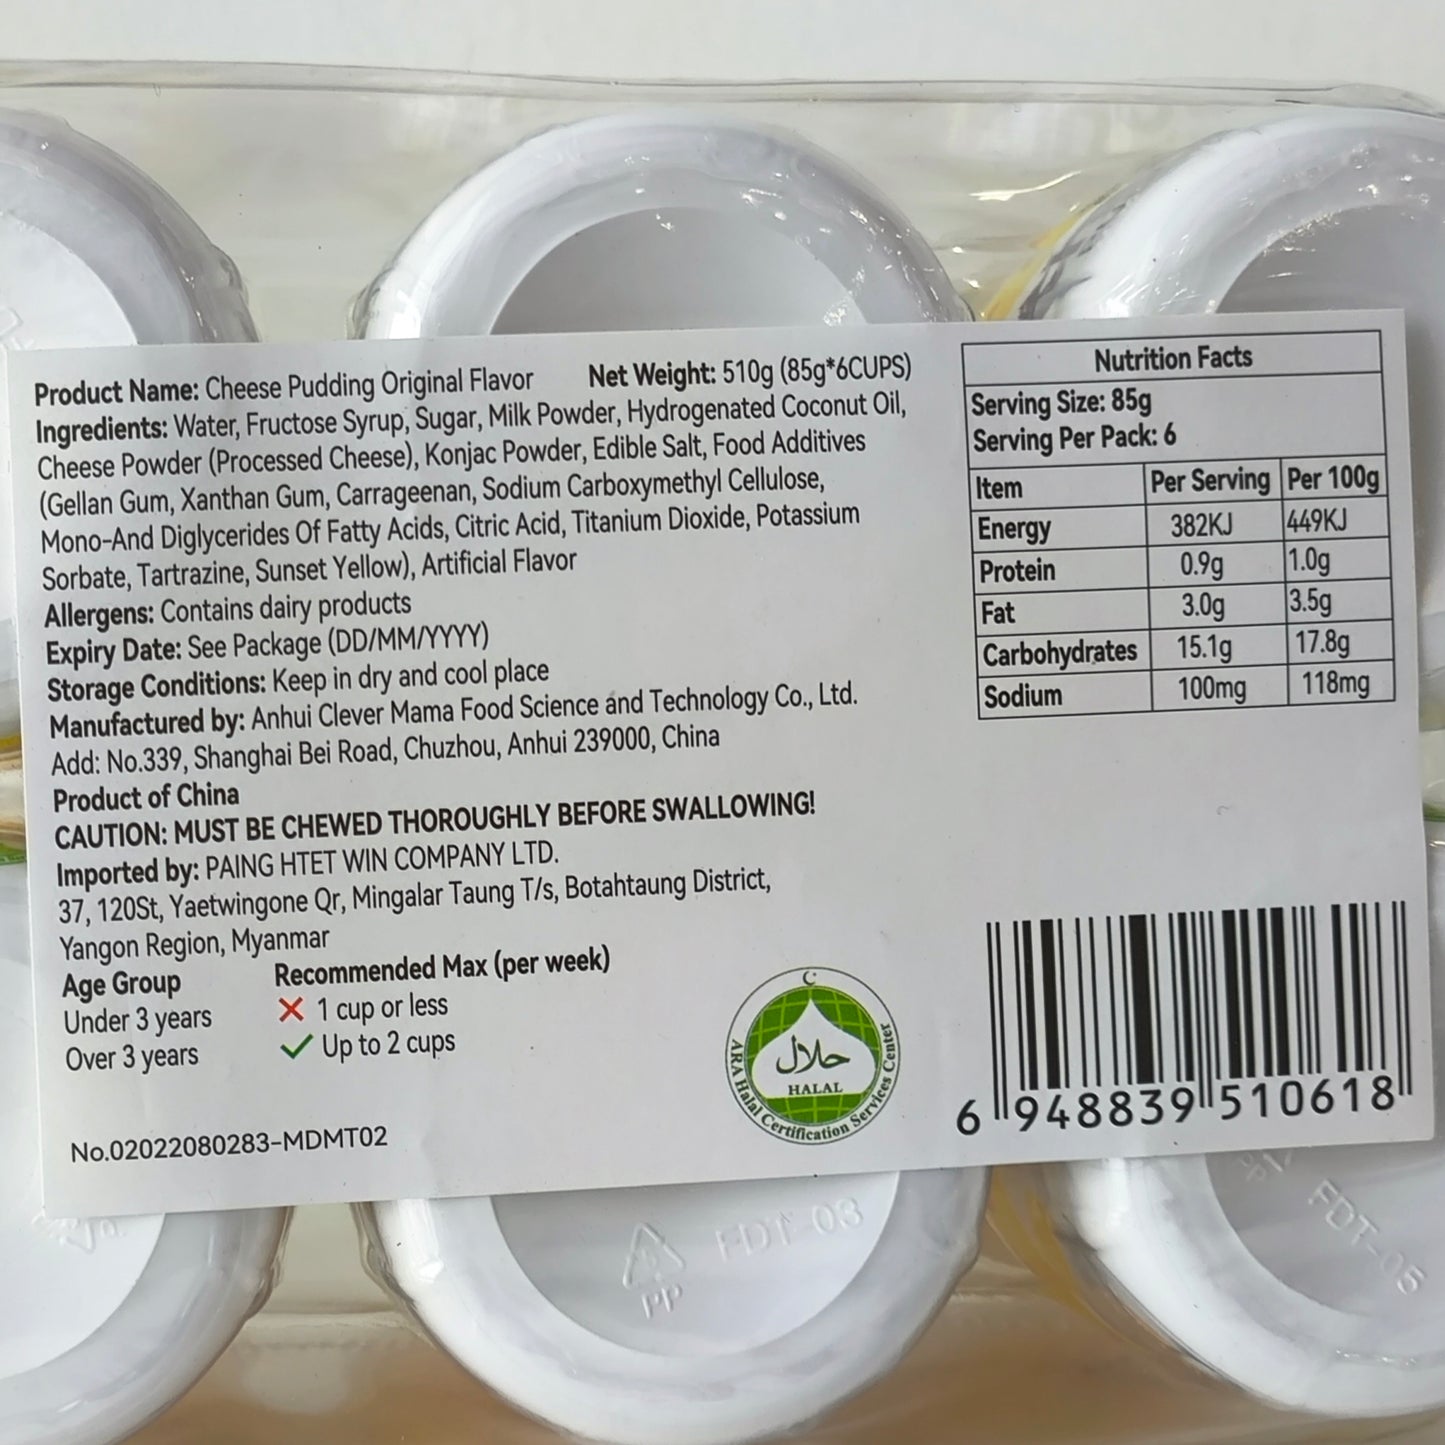 Product Name: Cheese Pudding Original Flavor Net Weight: 510g (85g*6CUPS)
Ingredients: Water, Fructose Syrup, Sugar, Milk Powder, Hydrogenated Coconut Oil,
Cheese Powder (Processed Cheese), Konjac Powder, Edible Salt, Food Additives
(Gellan Gum, Xanthan Gum, Carrageenan, Sodium Carboxymethyl Cellulose,
Mono-And Diglycerides Of Fatty Acids, Citric Acid, Titanium Dioxide, Potassium
Sorbate, Tartrazine, Sunset Yellow), Artificial Flavor
Allergens: Contains dairy products
Expiry Date: See Package (DD/MM/YYYY)
Storage Conditions: Keep in dry and cool place
Manufactured by: Anhui Clever Mama Food Science and Technology Co., Ltd.
Add: No.339, Shanghai Bei Road, Chuzhou, Anhui 239000, China
Product of China
CAUTION: MUST BE CHEWED THOROUGHLY BEFORE SWALLOWING!
Imported by: PAING HTET WIN COMPANY LTD.
37, 120St, Yaetwingone Qr, Mingalar Taung T/s, Botahtaung District,
Yangon Region, Myanmar
Age Group Recommended Max (per week)
Under 3 years ✕ 1 cup or less
Over 3 years ✓ Up to 2 cups
No.02022080283-MDMT02
Nutrition Facts
Serving Size: 85g
Serving Per Pack: 6
Item Per Serving Per 100g
Energy 382KJ 449KJ
Protein 0.9g 1.0g
Fat 3.0g 3.5g
Carbohydrates 15.1g 17.8g
Sodium 100mg 118mg
حلال
HALAL
ARA Halal Certification Services Center
6 948839 510618
FDT-03
PP
PP
FDT-05